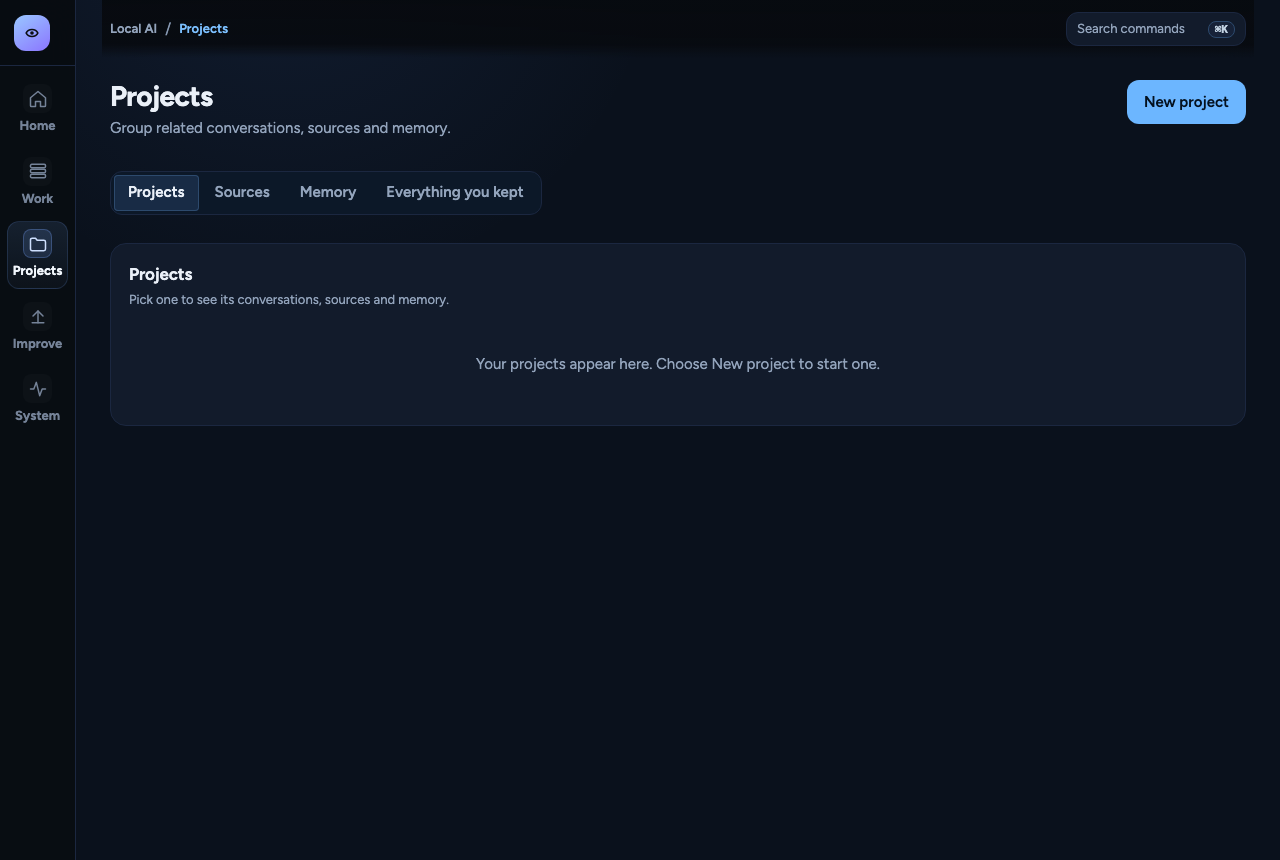 Local AI / Projects
Search commands ⌘K
Home
Work
Projects
Improve
System
Projects
Group related conversations, sources and memory.
New project
Projects Sources Memory Everything you kept
Projects
Pick one to see its conversations, sources and memory.
Your projects appear here. Choose New project to start one.